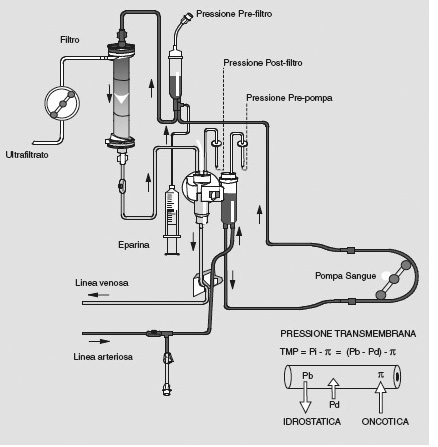 Pressione Pre-filtro
Filtro
Pressione Post-filtro
Pressione Pre-pompa
Ultrafiltrato
Eparina
Pompa Sangue
Linea venosa
Linea arteriosa
PRESSIONE TRANSMEMBRANA
TMP = Pi - π = (Pb - Pd) - π
Pb π
Pd
IDROSTATICA ONCOTICA